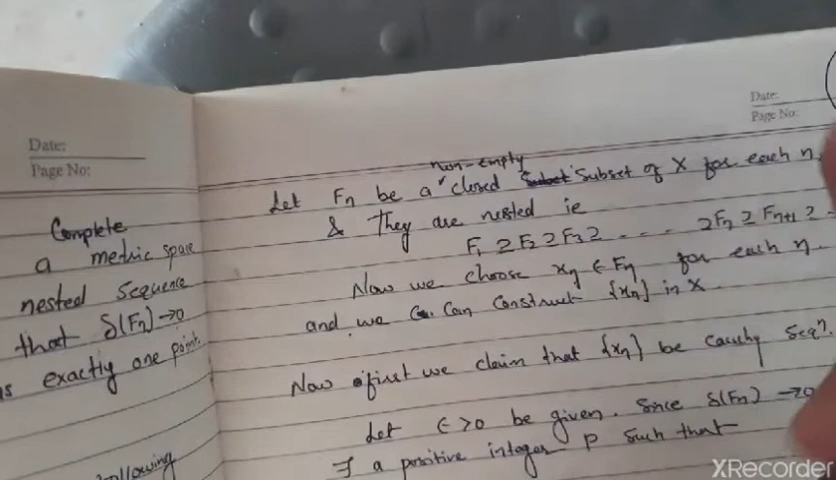 Date:
Page No:
Complete
a metric space
nested sequence
that δ(Fn)→0
is exactly one point.
following
Date:
Page No:
non-empty
Let Fn be a closed subset of X for each n.
& They are nested ie
F1 ⊇ F2 ⊇ F3 ⊇ .... ⊇ Fn ⊇ Fn+1 ⊇
Now we choose xn ∈ Fn for each n.
and we can construct {xn} in X.
Now first we claim that {xn} be cauchy seqn.
Let ϵ>0 be given. Since δ(Fn) →0
∃ a positive integer p such that
XRecorder